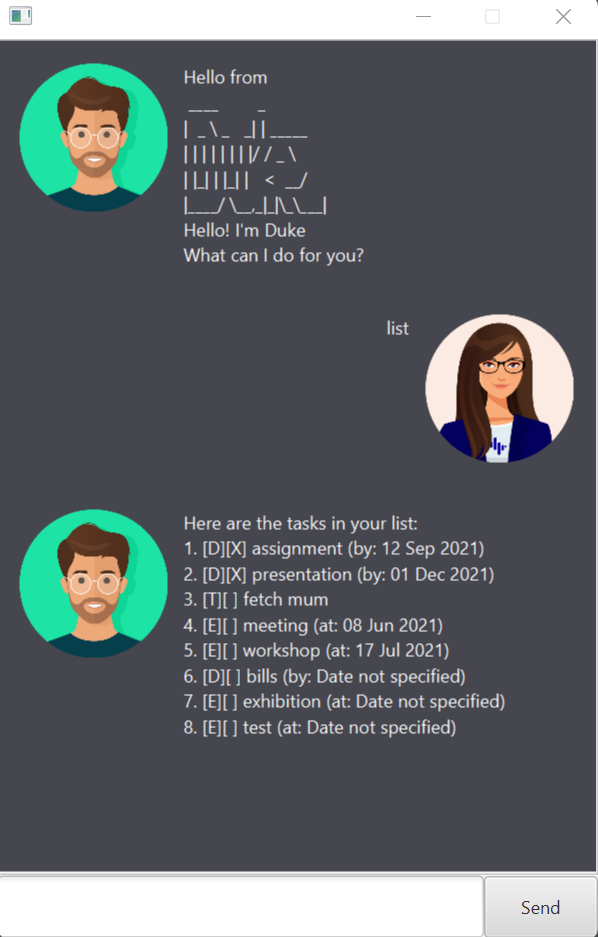 Hello from
 ____        _
|  _ \ _   _| | _____
| | | | | | | |/ / _ \
| |_| | |_| |   <  __/
|____/ \__,_|_|\_\___|
Hello! I'm Duke
What can I do for you?
list
Here are the tasks in your list:
1. [D][X] assignment (by: 12 Sep 2021)
2. [D][X] presentation (by: 01 Dec 2021)
3. [T][ ] fetch mum
4. [E][ ] meeting (at: 08 Jun 2021)
5. [E][ ] workshop (at: 17 Jul 2021)
6. [D][ ] bills (by: Date not specified)
7. [E][ ] exhibition (at: Date not specified)
8. [E][ ] test (at: Date not specified)
Send